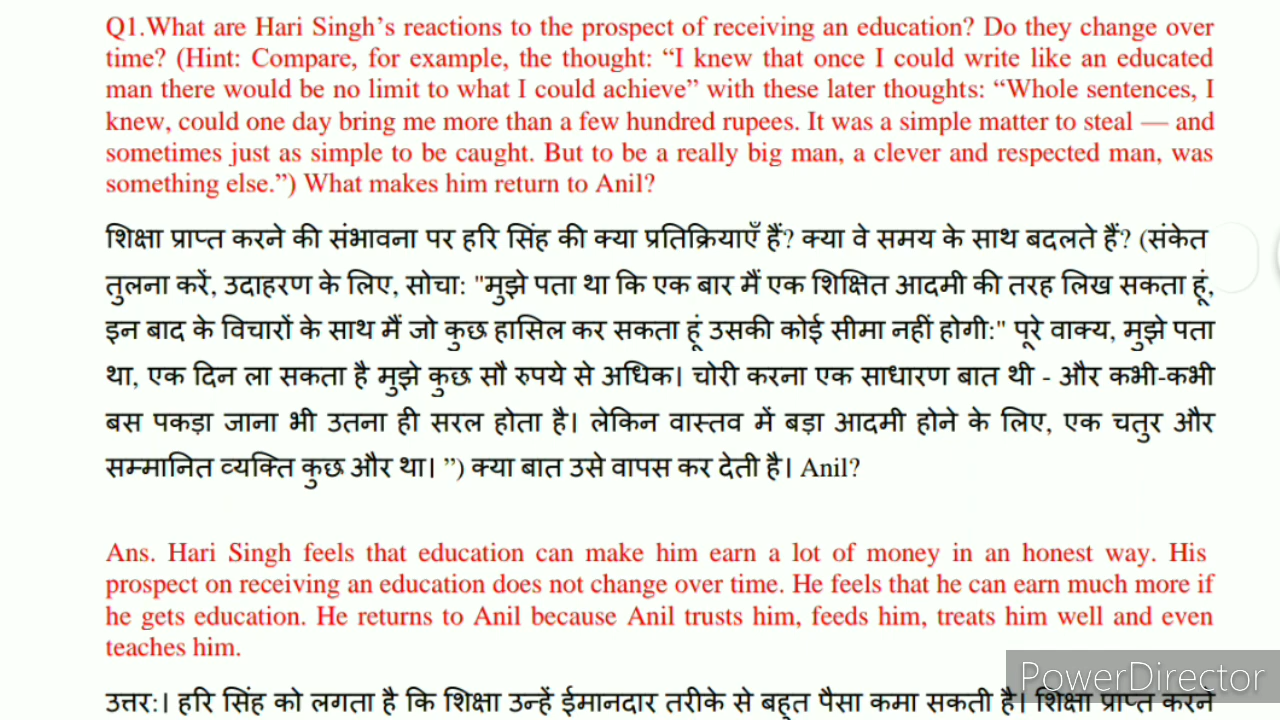 Q1.What are Hari Singh’s reactions to the prospect of receiving an education? Do they change over
time? (Hint: Compare, for example, the thought: “I knew that once I could write like an educated
man there would be no limit to what I could achieve” with these later thoughts: “Whole sentences, I
knew, could one day bring me more than a few hundred rupees. It was a simple matter to steal — and
sometimes just as simple to be caught. But to be a really big man, a clever and respected man, was
something else.”) What makes him return to Anil?
शिक्षा प्राप्त करने की संभावना पर हरि सिंह की क्या प्रतिक्रियाएँ हैं? क्या वे समय के साथ बदलते हैं? (संकेत
तुलना करें, उदाहरण के लिए, सोचा: "मुझे पता था कि एक बार मैं एक शिक्षित आदमी की तरह लिख सकता हूं,
इन बाद के विचारों के साथ मैं जो कुछ हासिल कर सकता हूं उसकी कोई सीमा नहीं होगी:" पूरे वाक्य, मुझे पता
था, एक दिन ला सकता है मुझे कुछ सौ रुपये से अधिक। चोरी करना एक साधारण बात थी - और कभी-कभी
बस पकड़ा जाना भी उतना ही सरल होता है। लेकिन वास्तव में बड़ा आदमी होने के लिए, एक चतुर और
सम्मानित व्यक्ति कुछ और था। ”) क्या बात उसे वापस कर देती है। Anil?
Ans. Hari Singh feels that education can make him earn a lot of money in an honest way. His
prospect on receiving an education does not change over time. He feels that he can earn much more if
he gets education. He returns to Anil because Anil trusts him, feeds him, treats him well and even
teaches him.
PowerDirector
उत्तर:। हरि सिंह को लगता है कि शिक्षा उन्हें ईमानदार तरीके से बहुत पैसा कमा सकती है। शिक्षा प्राप्त करने